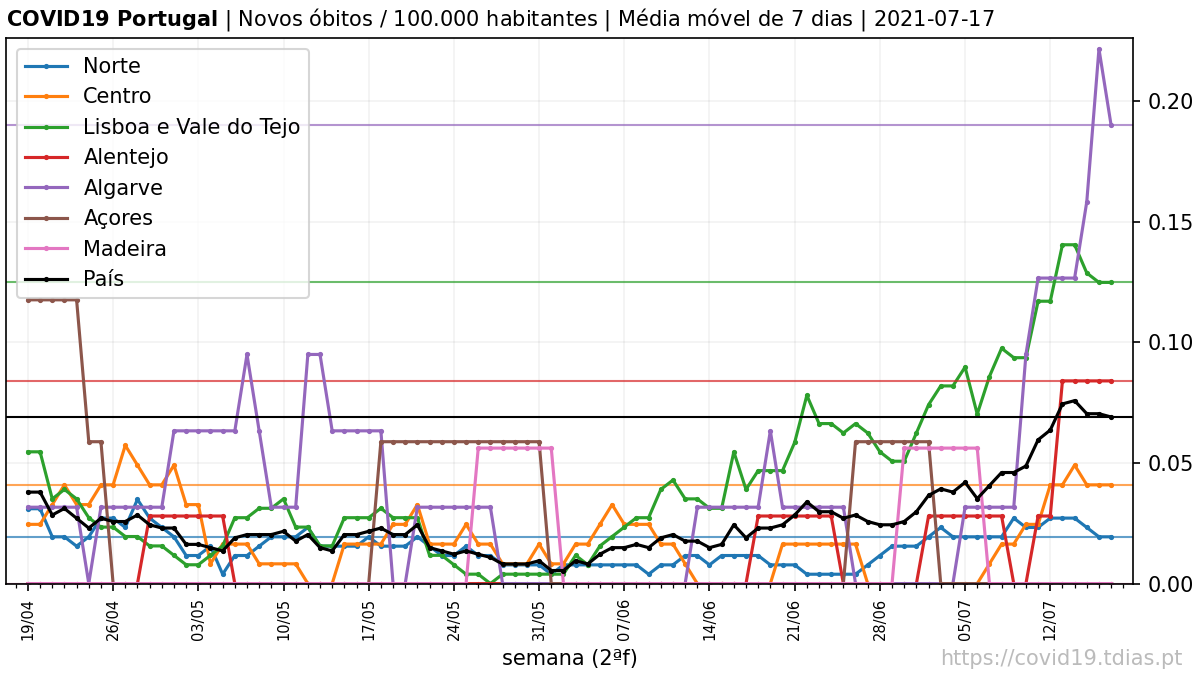 COVID19 Portugal | Novos óbitos / 100.000 habitantes | Média móvel de 7 dias | 2021-07-17
Norte
Centro
Lisboa e Vale do Tejo
Alentejo
Algarve
Açores
Madeira
País
0.20
0.15
0.10
0.05
0.00
19/04 26/04 03/05 10/05 17/05 24/05 31/05 07/06 14/06 21/06 28/06 05/07 12/07
semana (2ªf)
https://covid19.tdias.pt